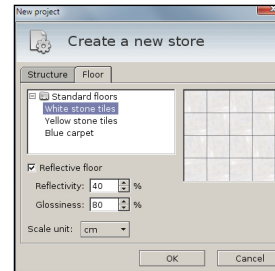 New project
Create a new store
Structure Floor
Standard floors
White stone tiles
Yellow stone tiles
Blue carpet
Reflective floor
Reflectivity: 40 %
Glossiness: 80 %
Scale unit: cm
OK Cancel